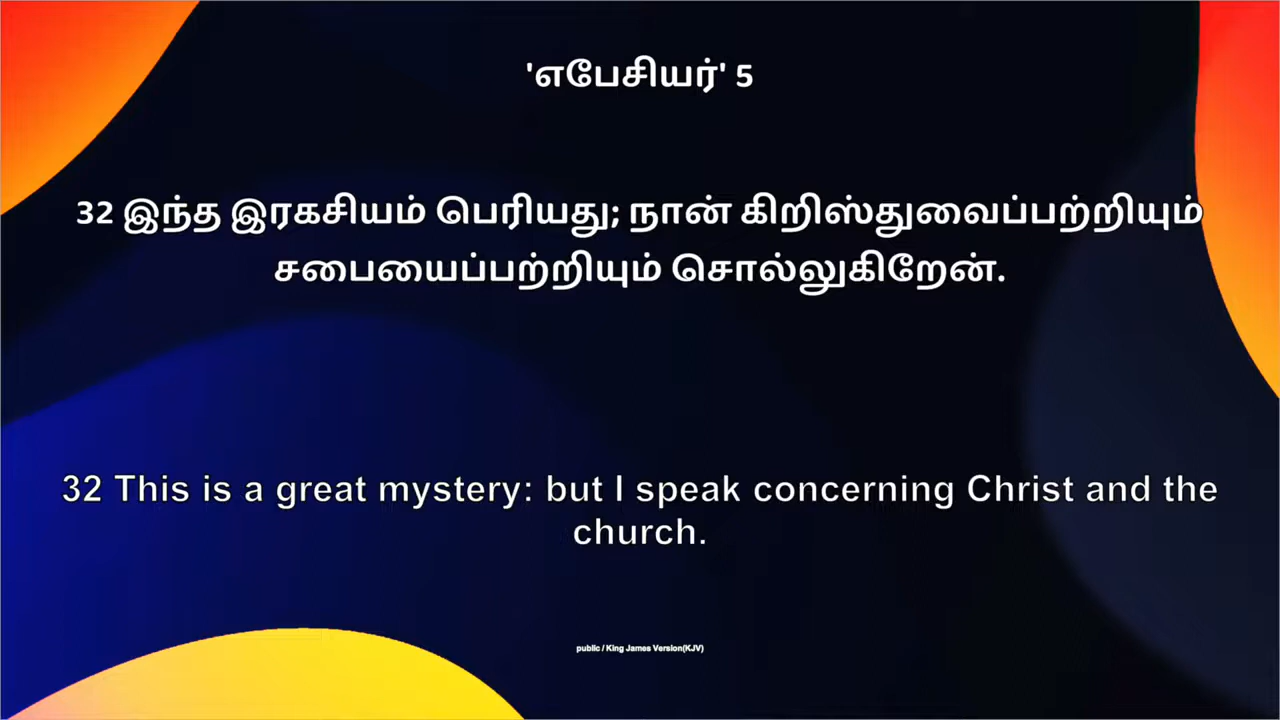 'எபேசியர்' 5
32 இந்த இரகசியம் பெரியது; நான் கிறிஸ்துவைப்பற்றியும்
சபையைப்பற்றியும் சொல்லுகிறேன்.
32 This is a great mystery: but I speak concerning Christ and the
church.
public / King James Version(KJV)